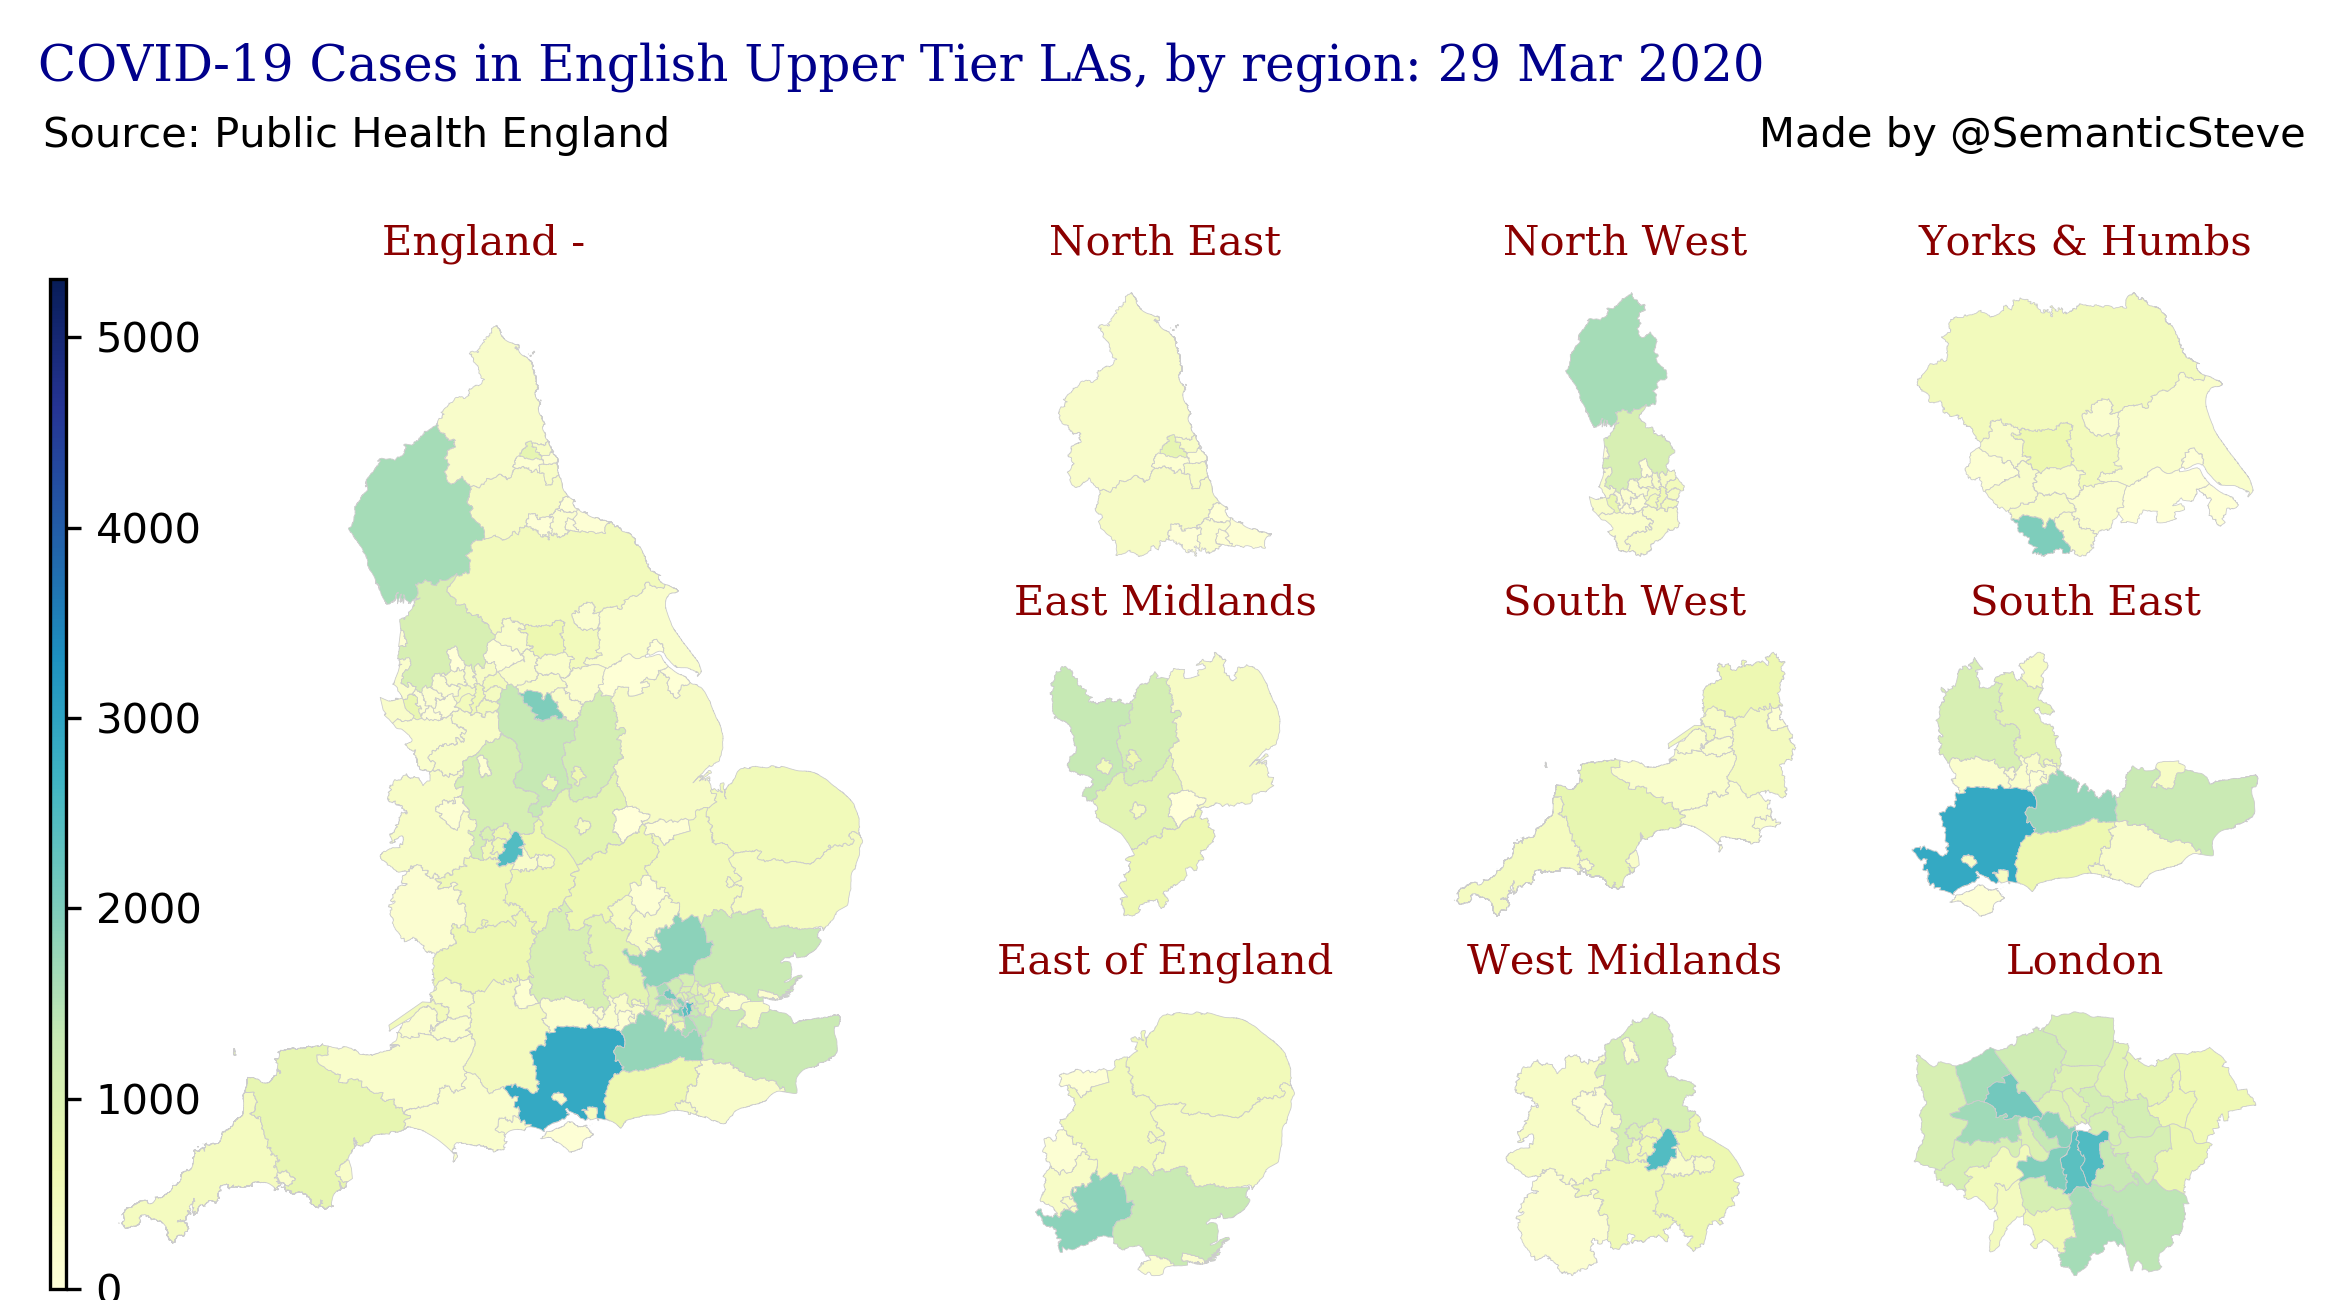 COVID-19 Cases in English Upper Tier LAs, by region: 29 Mar 2020
Source: Public Health England
Made by @SemanticSteve
England -
North East
North West
Yorks & Humbs
5000
4000
3000
2000
1000
0
East Midlands
South West
South East
East of England
West Midlands
London